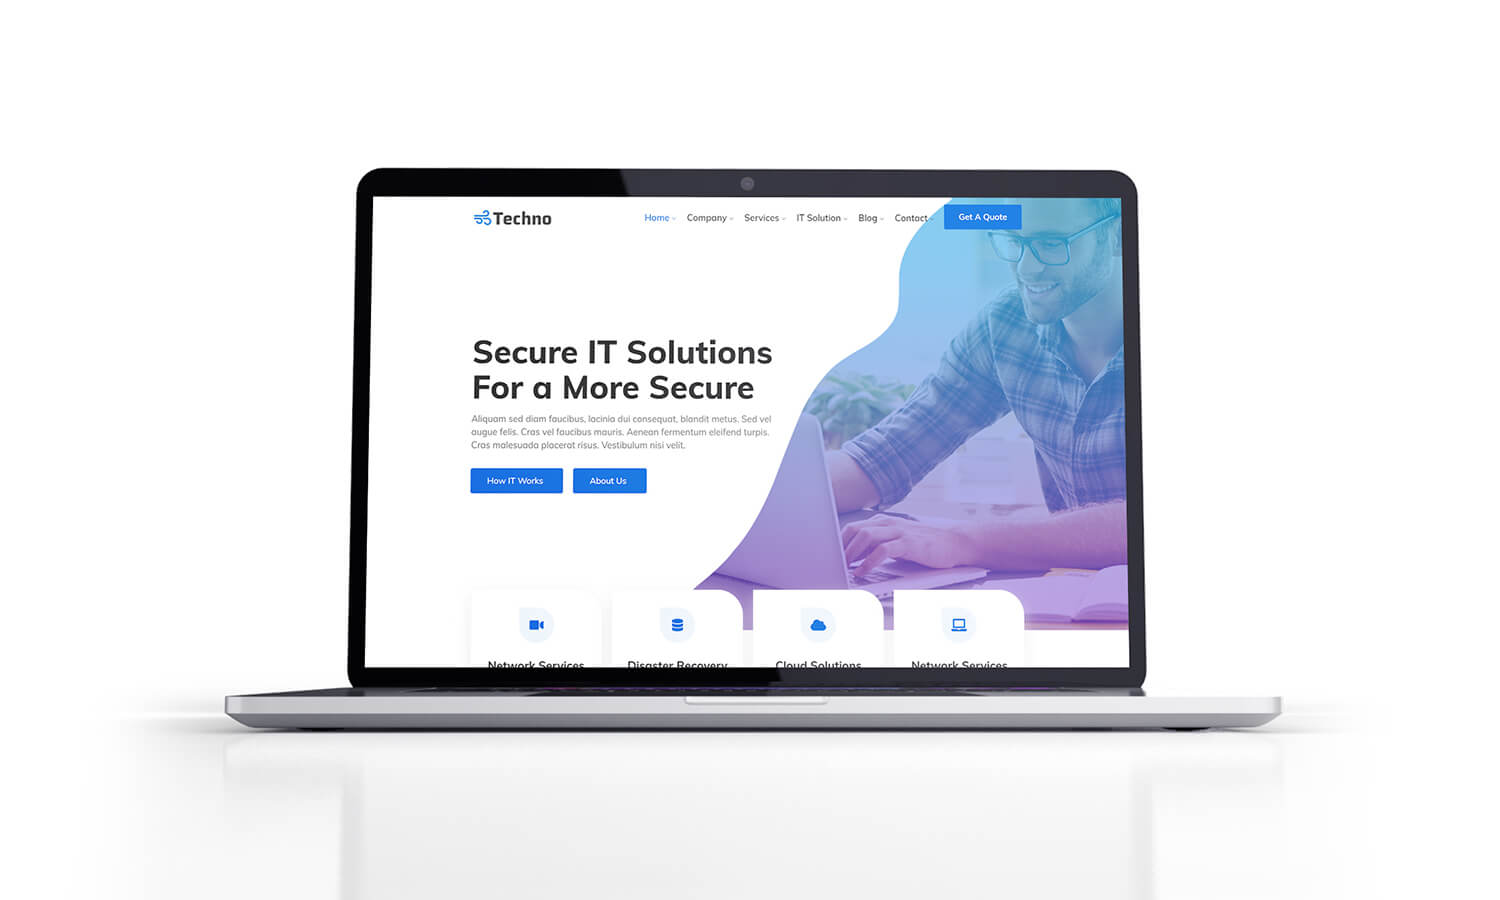 Techno
Home Company Services IT Solution Blog Contact Get A Quote
Secure IT Solutions
For a More Secure
Aliquam sed diam faucibus, lacinia dui consequat, blandit metus. Sed vel
augue felis. Cras vel faucibus mauris. Aenean fermentum eleifend turpis.
Cras malesuada placerat risus. Vestibulum nisi velit.
How IT Works About Us
Network Services Disaster Recovery Cloud Solutions Network Services